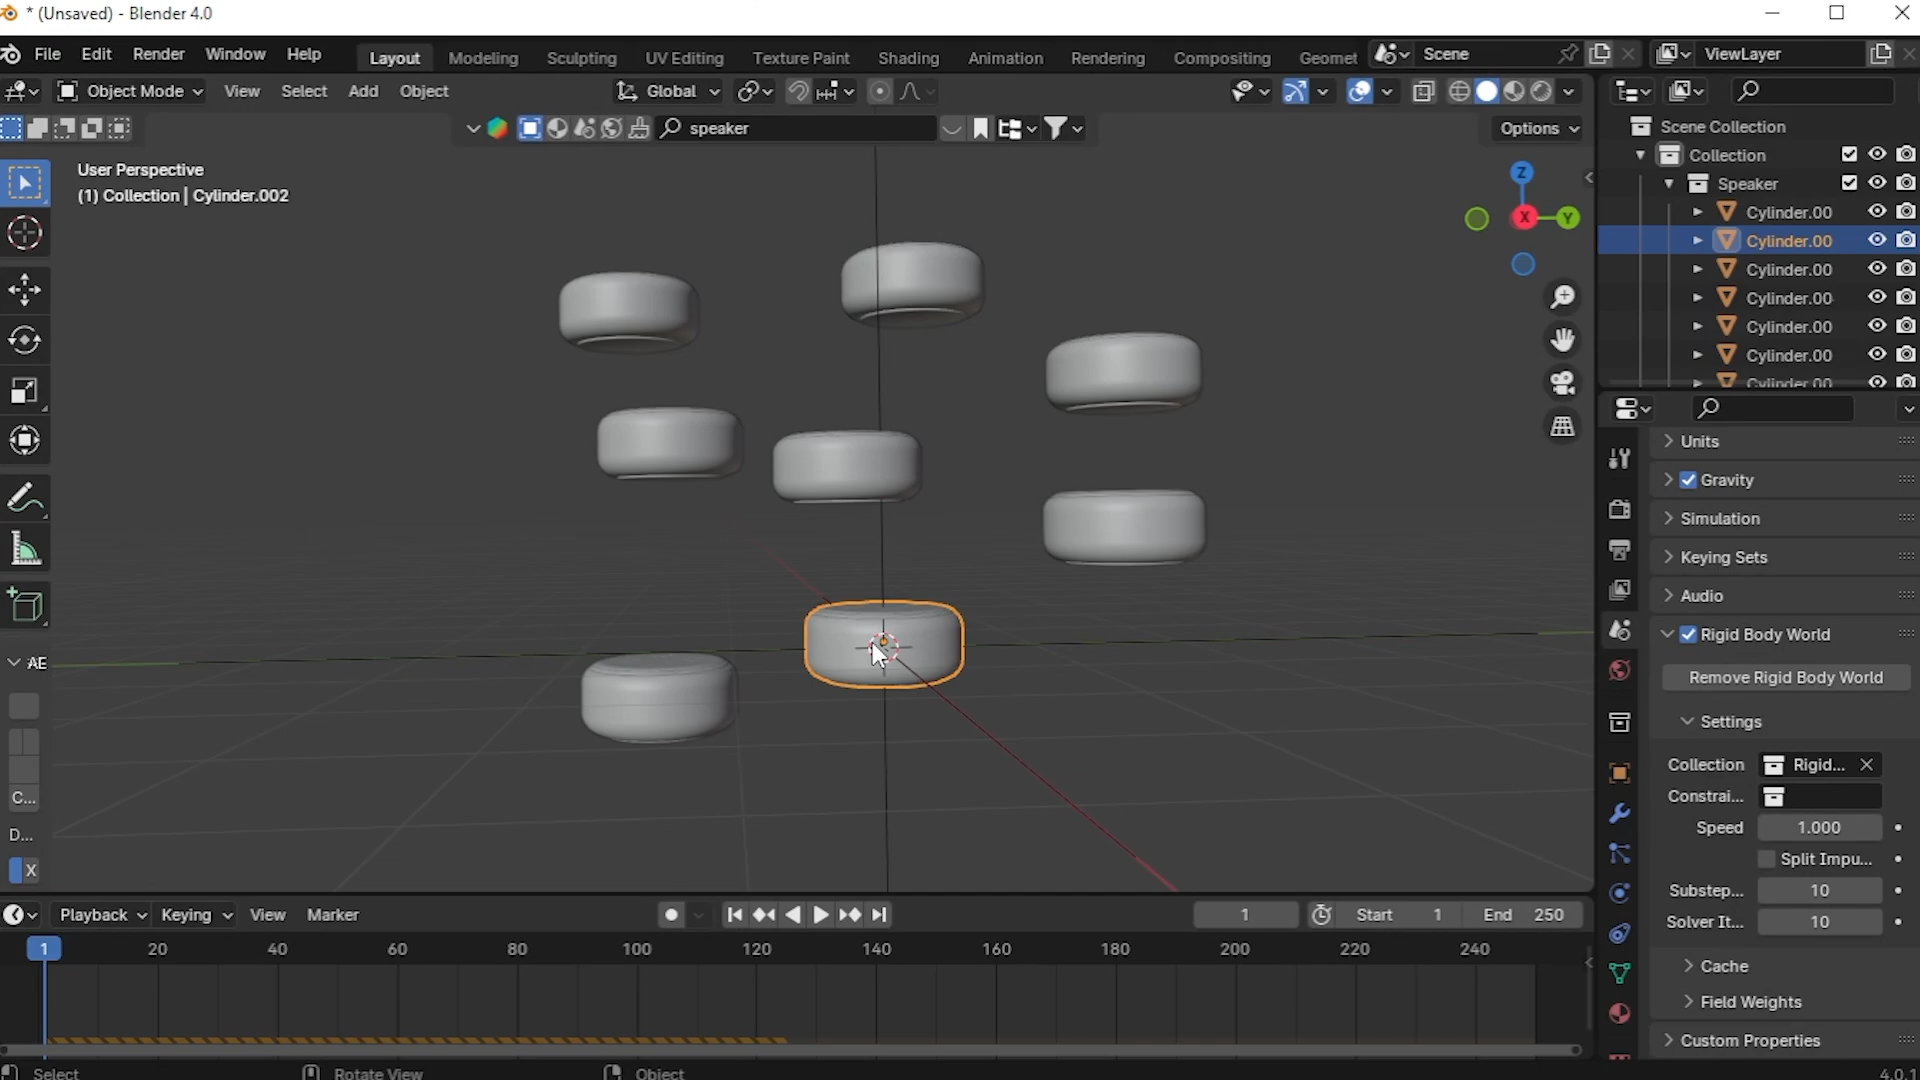 * (Unsaved) - Blender 4.0
File Edit Render Window Help Layout Modeling Sculpting UV Editing Texture Paint Shading Animation Rendering Compositing Geomet Scene ViewLayer
Object Mode View Select Add Object Global
speaker Options
User Perspective
(1) Collection | Cylinder.002
Z
X
Y
Scene Collection
Collection
Speaker
Cylinder.00
Cylinder.00
Cylinder.00
Cylinder.00
Cylinder.00
Cylinder.00
Cylinder.00
Units
Gravity
Simulation
Keying Sets
Audio
Rigid Body World
Remove Rigid Body World
Settings
Collection Rigid...
Constrai...
Speed 1.000
Split Impu...
Substep... 10
Solver It... 10
Cache
Field Weights
Custom Properties
AE
C...
D...
X
Playback Keying View Marker 1 Start 1 End 250
1 20 40 60 80 100 120 140 160 180 200 220 240
Select Rotate View Object 4.0.1